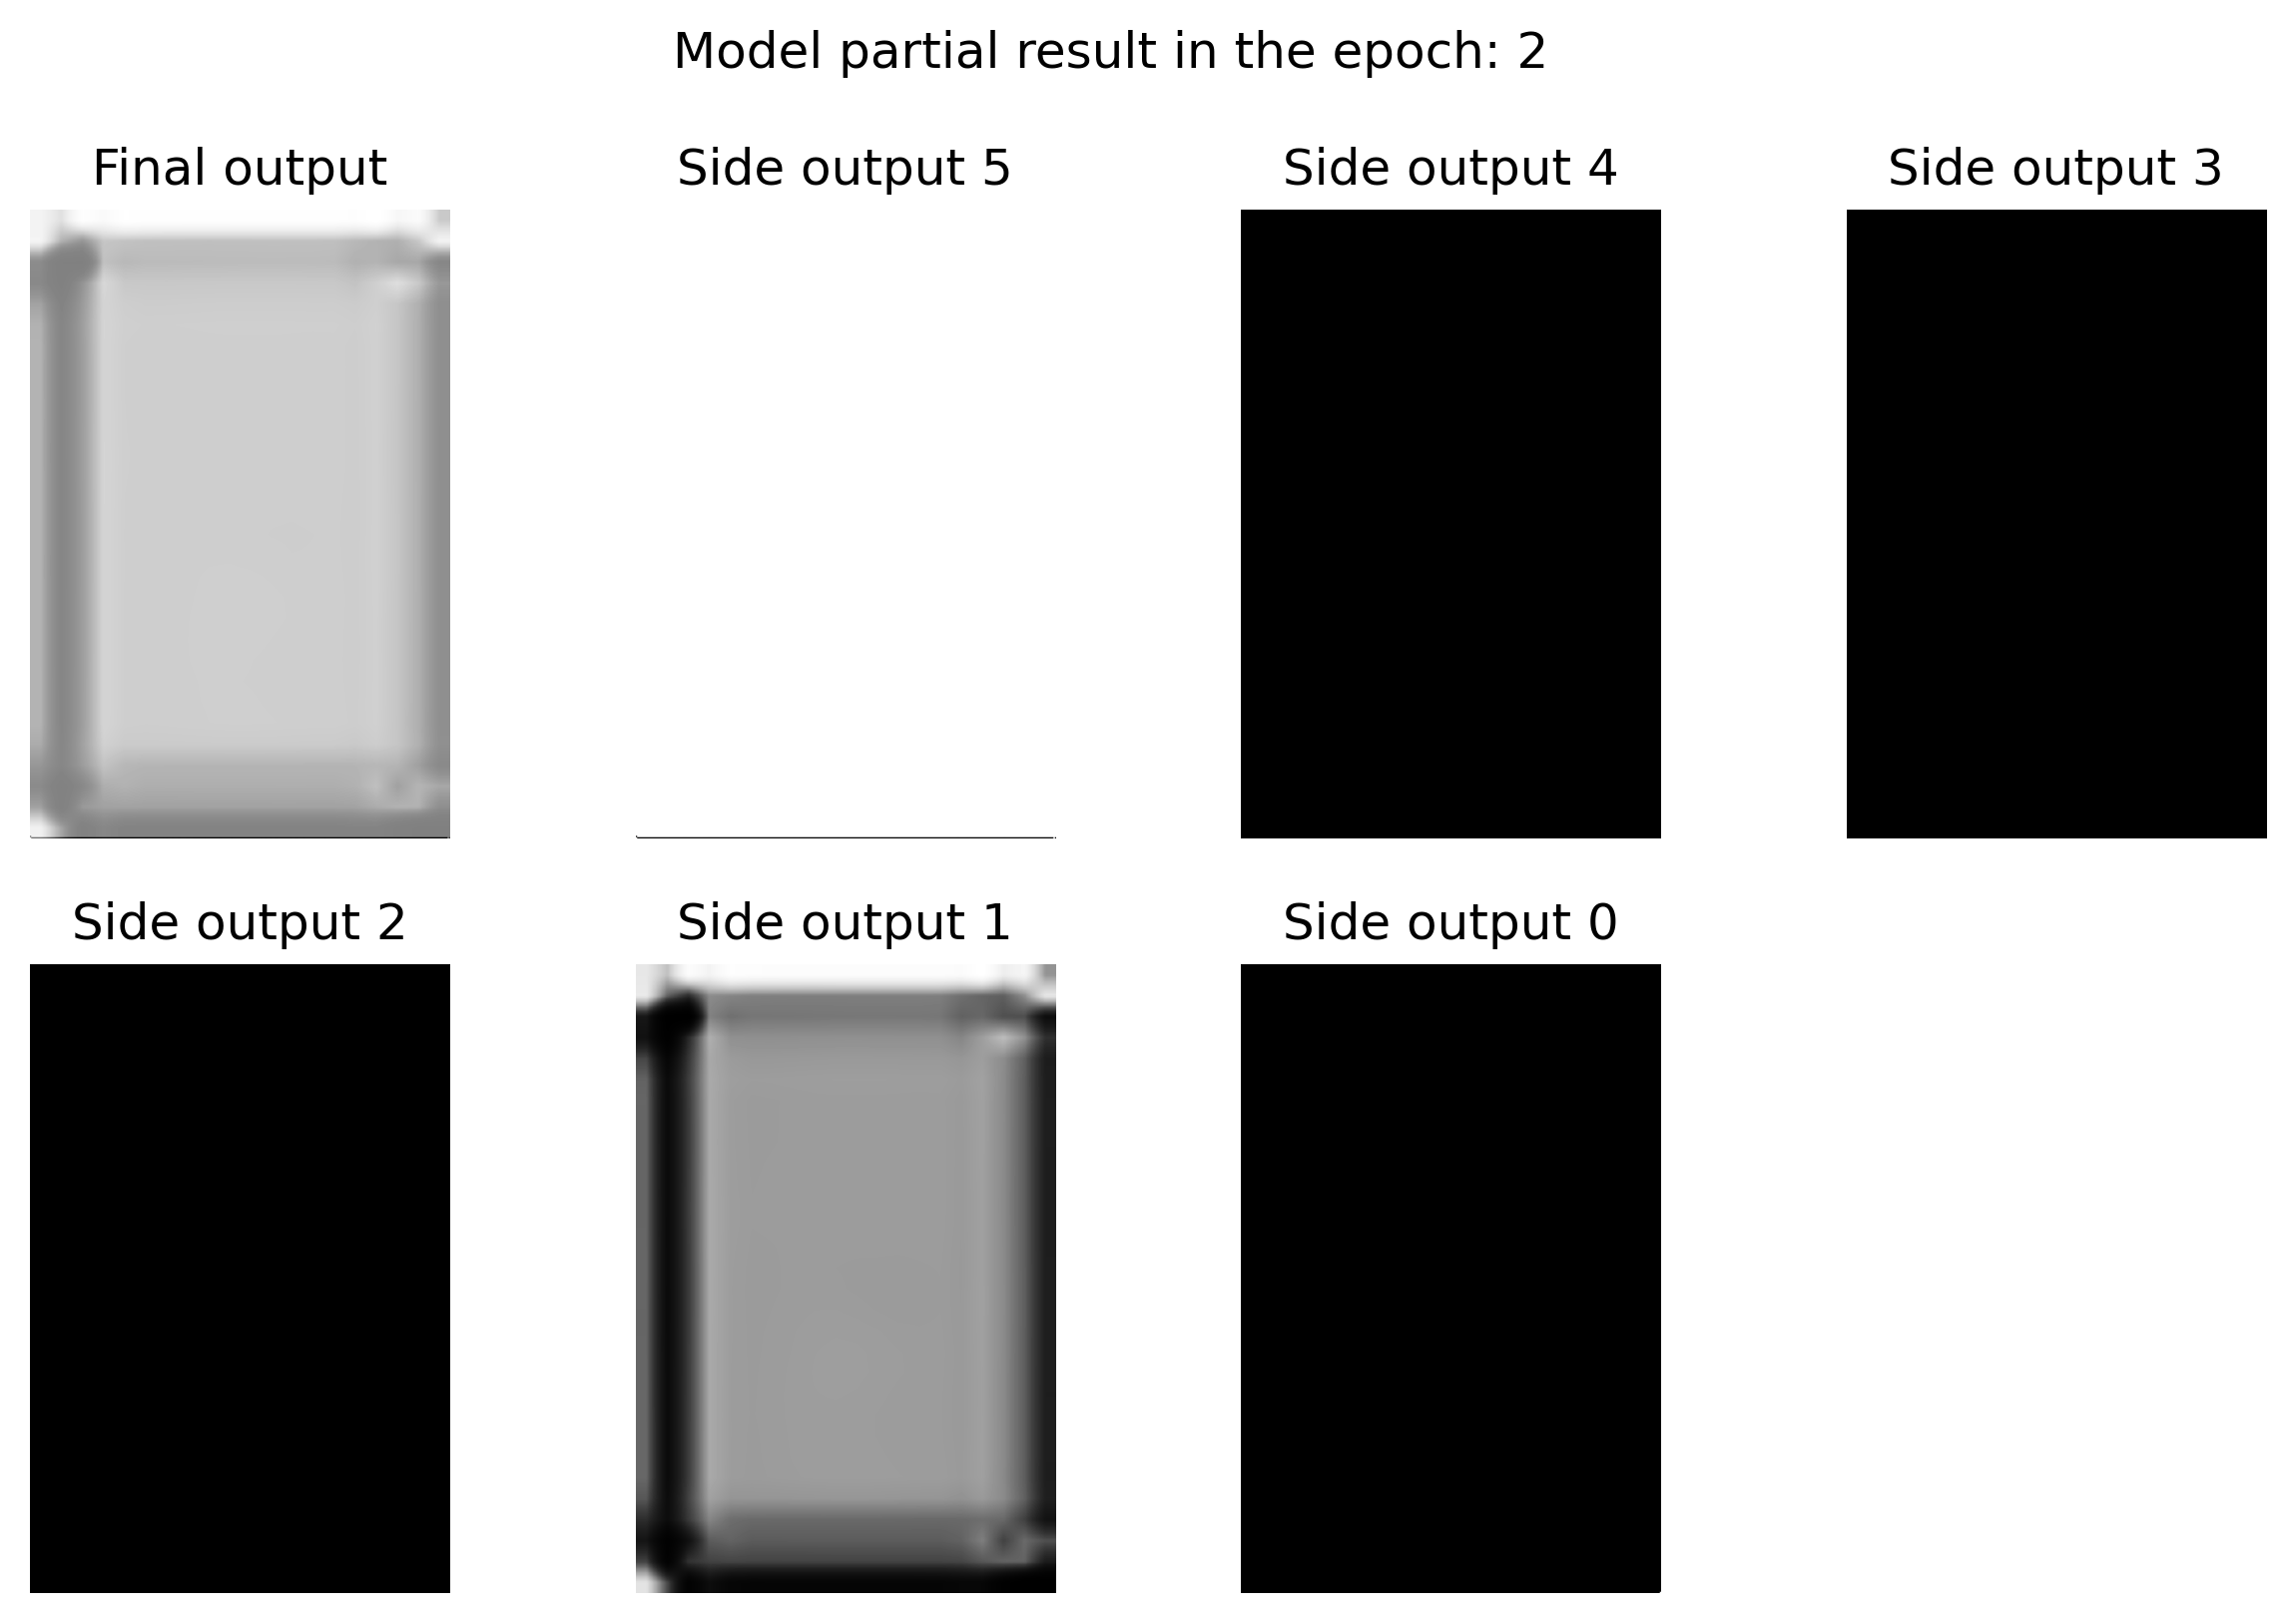 Model partial result in the epoch: 2
Final output
Side output 5
Side output 4
Side output 3
Side output 2
Side output 1
Side output 0